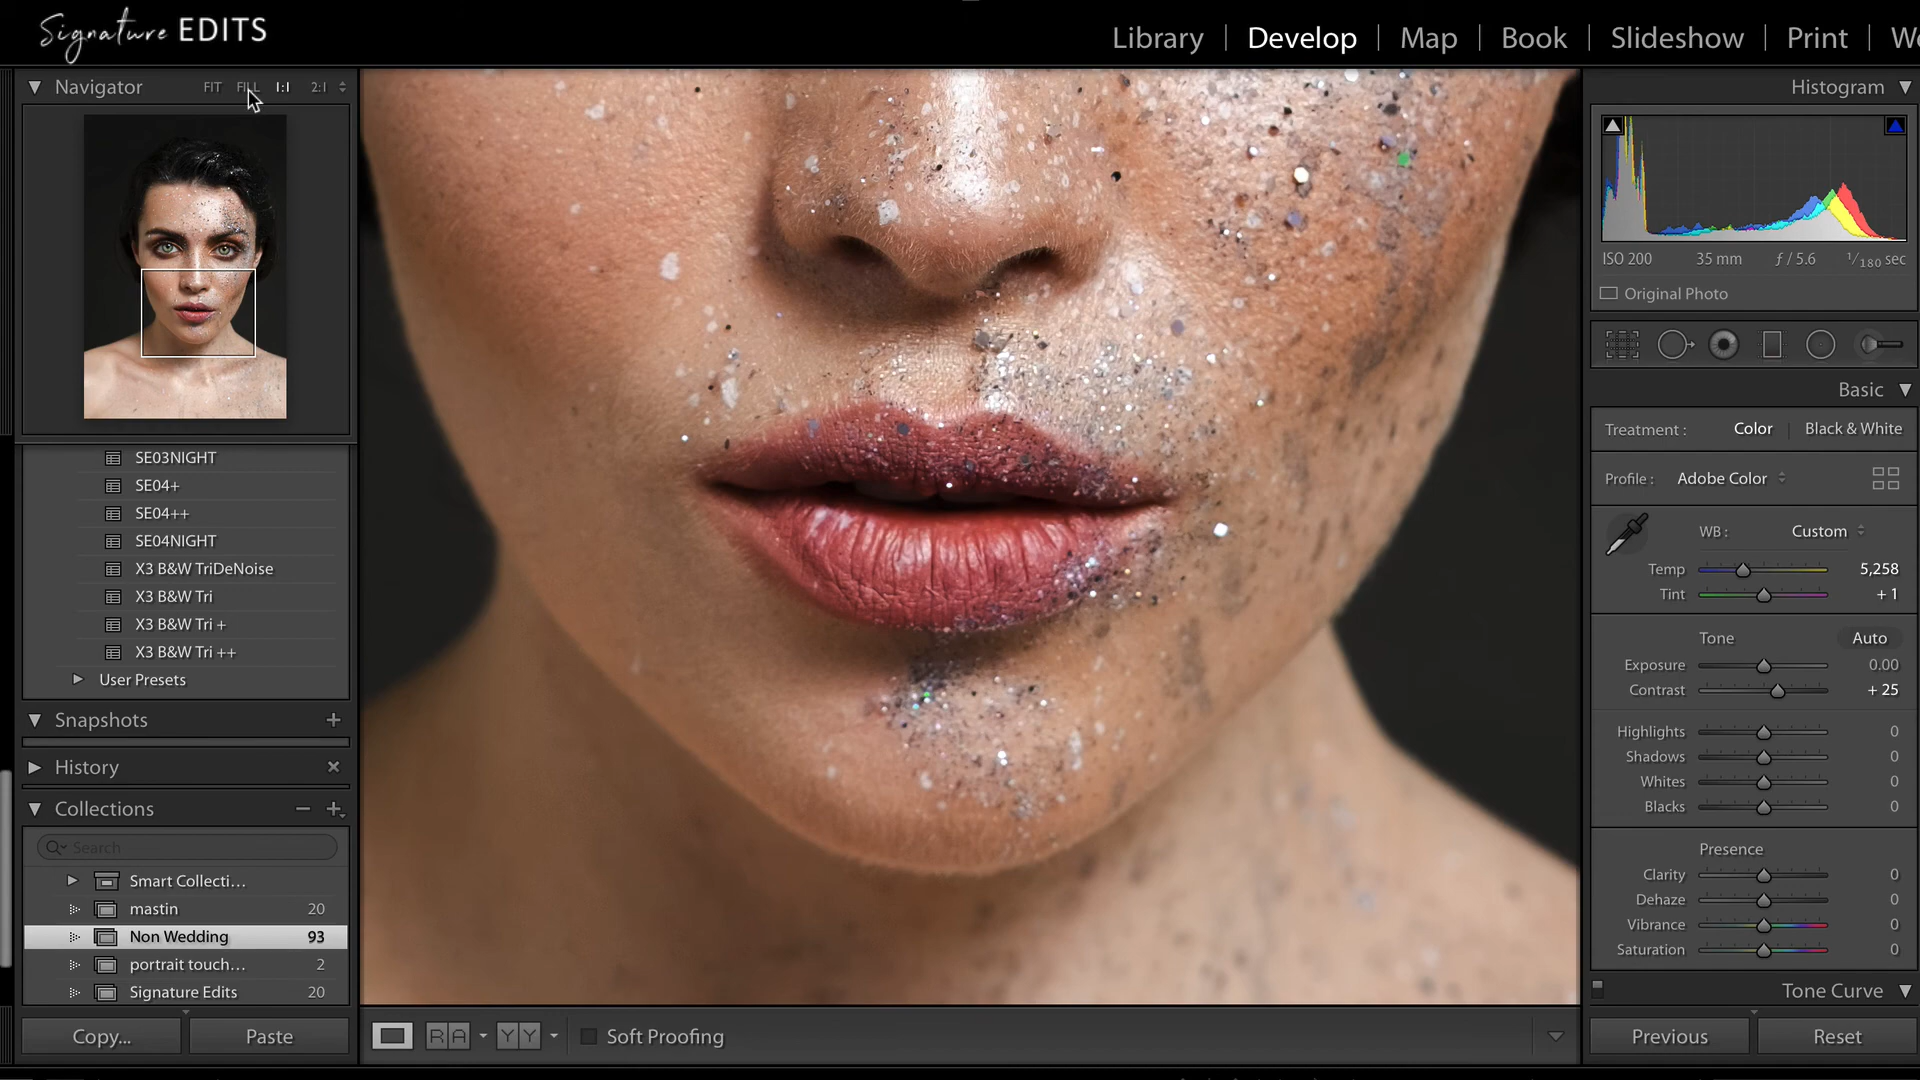 Signature EDITS
Library | Develop | Map | Book | Slideshow | Print |
Navigator FIT FILL 1:1 2:1
Histogram
ISO 200 35 mm ƒ / 5.6 1/180 sec
Original Photo
Basic
Treatment : Color | Black & White
Profile : Adobe Color
WB : Custom
Temp 5,258
Tint + 1
Tone Auto
Exposure 0.00
Contrast + 25
Highlights 0
Shadows 0
Whites 0
Blacks 0
Presence
Clarity 0
Dehaze 0
Vibrance 0
Saturation 0
Tone Curve
Previous Reset
SE03NIGHT
SE04+
SE04++
SE04NIGHT
X3 B&W TriDeNoise
X3 B&W Tri
X3 B&W Tri +
X3 B&W Tri ++
User Presets
Snapshots
History
Collections
Search
Smart Collecti...
mastin 20
Non Wedding 93
portrait touch... 2
Signature Edits 20
Copy... Paste
R A Y Y Soft Proofing